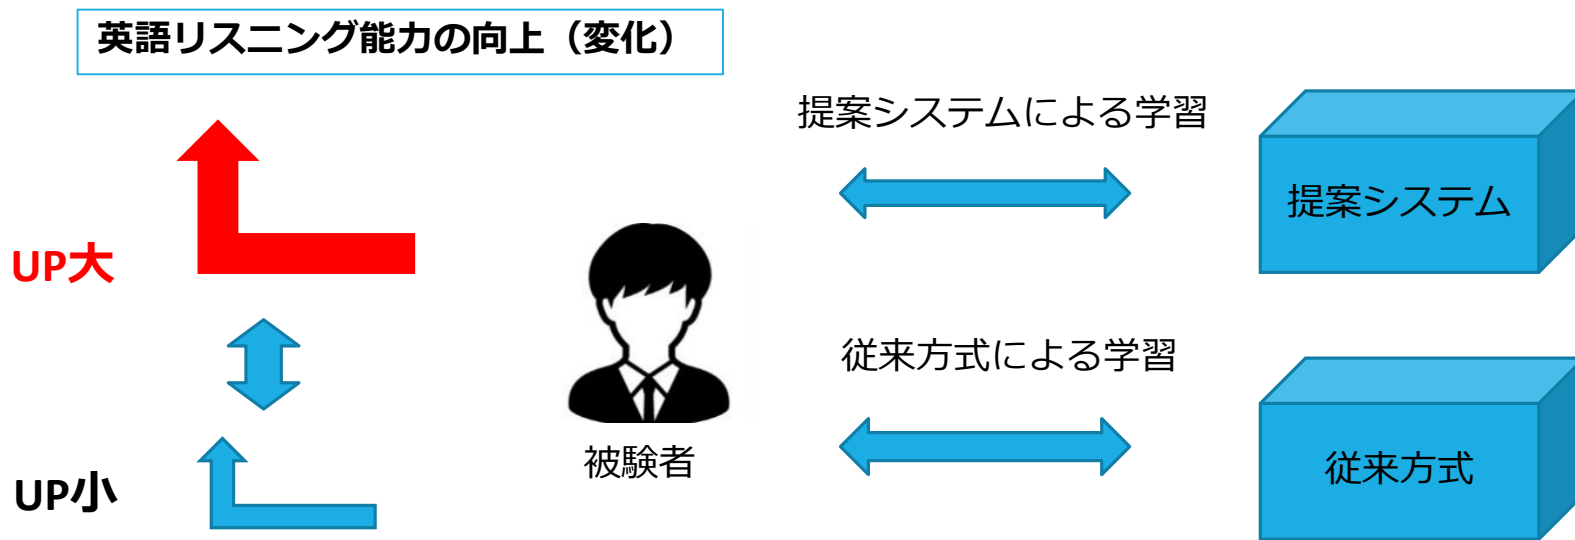 英語リスニング能力の向上（変化）
提案システムによる学習
提案システム
UP大
従来方式による学習
被験者
従来方式
UP小